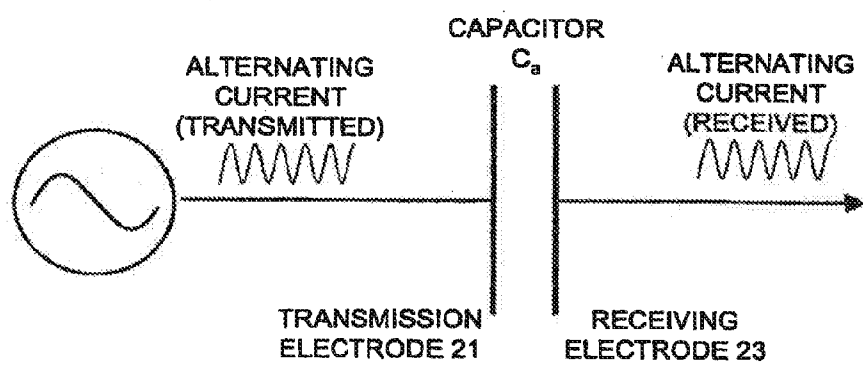 CAPACITOR
Cₐ
ALTERNATING
CURRENT
(TRANSMITTED)
ALTERNATING
CURRENT
(RECEIVED)
TRANSMISSION
ELECTRODE 21
RECEIVING
ELECTRODE 23